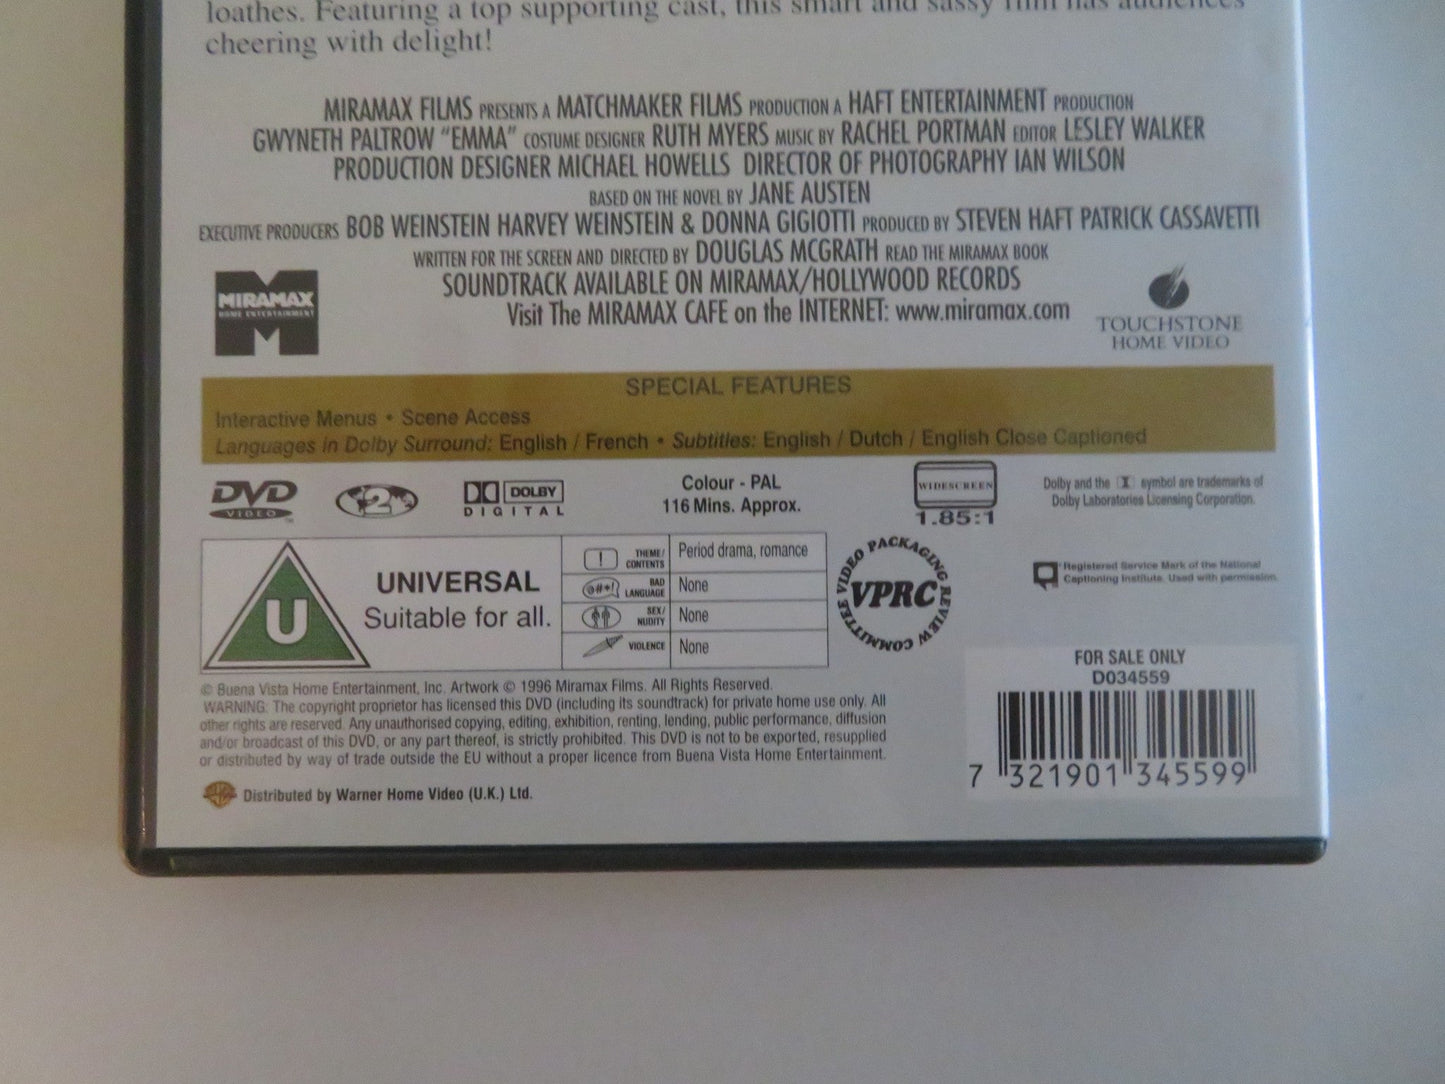 loathes. Featuring a top supporting cast, this smart and sassy film has audiences
cheering with delight!
MIRAMAX FILMS PRESENTS A MATCHMAKER FILMS PRODUCTION A HAFT ENTERTAINMENT PRODUCTION
GWYNETH PALTROW "EMMA" COSTUME DESIGNER RUTH MYERS MUSIC BY RACHEL PORTMAN EDITOR LESLEY WALKER
PRODUCTION DESIGNER MICHAEL HOWELLS DIRECTOR OF PHOTOGRAPHY IAN WILSON
BASED ON THE NOVEL BY JANE AUSTEN
EXECUTIVE PRODUCERS BOB WEINSTEIN HARVEY WEINSTEIN & DONNA GIGIOTTI PRODUCED BY STEVEN HAFT PATRICK CASSAVETTI
WRITTEN FOR THE SCREEN AND DIRECTED BY DOUGLAS MCGRATH READ THE MIRAMAX BOOK
SOUNDTRACK AVAILABLE ON MIRAMAX/HOLLYWOOD RECORDS
Visit The MIRAMAX CAFE on the INTERNET: www.miramax.com
MIRAMAX
HOME ENTERTAINMENT
TOUCHSTONE
HOME VIDEO
SPECIAL FEATURES
Interactive Menus • Scene Access
Languages in Dolby Surround: English / French • Subtitles: English / Dutch / English Close Captioned
DVD
VIDEO™
2
DOLBY
DIGITAL
Colour - PAL
116 Mins. Approx.
WIDESCREEN
1.85:1
Dolby and the symbol are trademarks of
Dolby Laboratories Licensing Corporation.
U
UNIVERSAL
Suitable for all.
THEME/
CONTENTS
Period drama, romance
@#*!
BAD
LANGUAGE
None
SEX/
NUDITY
None
VIOLENCE
None
VIDEO PACKAGING REVIEW COMMITTEE
VPRC
Registered Service Mark of the National
Captioning Institute. Used with permission.
FOR SALE ONLY
D034559
7 321901 345599
© Buena Vista Home Entertainment, Inc. Artwork © 1996 Miramax Films. All Rights Reserved.
WARNING: The copyright proprietor has licensed this DVD (including its soundtrack) for private home use only. All
other rights are reserved. Any unauthorised copying, editing, exhibition, renting, lending, public performance, diffusion
and/or broadcast of this DVD, or any part thereof, is strictly prohibited. This DVD is not to be exported, resupplied
or distributed by way of trade outside the EU without a proper licence from Buena Vista Home Entertainment.
Distributed by Warner Home Video (U.K.) Ltd.